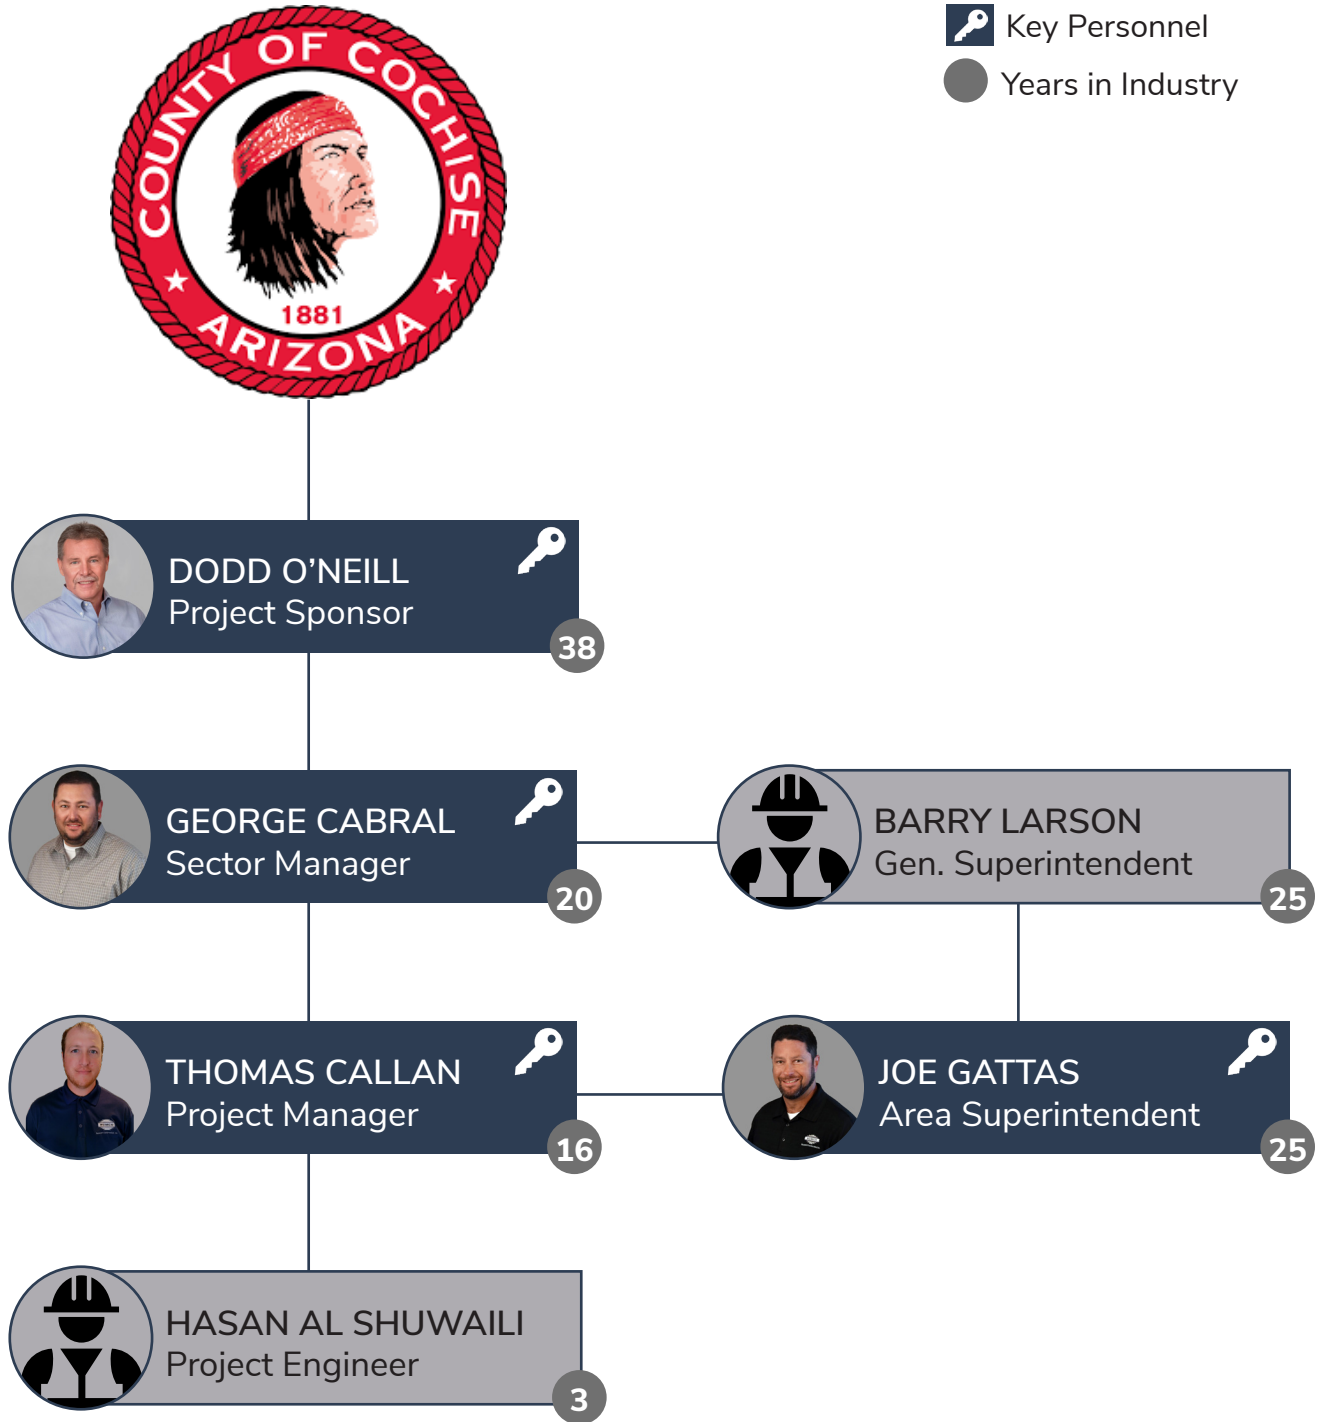 COUNTY OF COCHISE
1881
ARIZONA
Key Personnel
Years in Industry
DODD O’NEILL
Project Sponsor
38
GEORGE CABRAL
Sector Manager
20
BARRY LARSON
Gen. Superintendent
25
THOMAS CALLAN
Project Manager
16
JOE GATTAS
Area Superintendent
25
HASAN AL SHUWAILI
Project Engineer
3